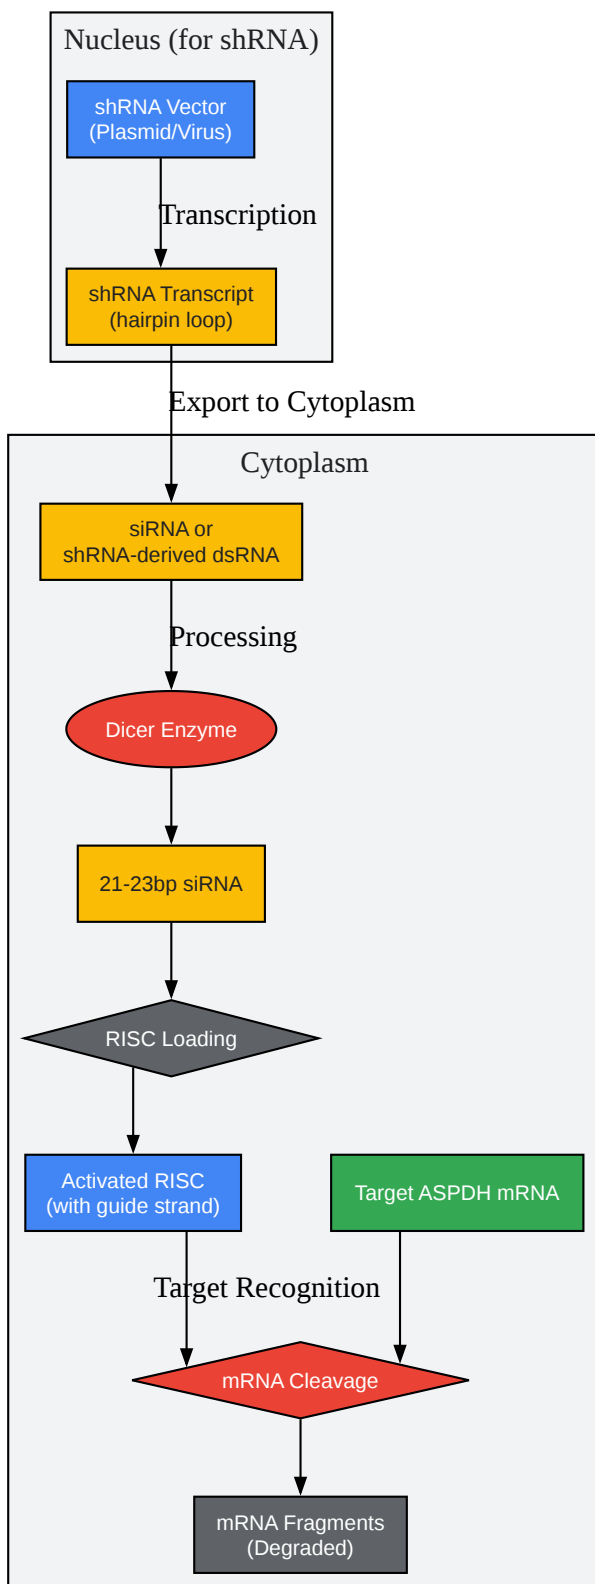 Nucleus (for shRNA)
shRNA Vector
(Plasmid/Virus)
Transcription
shRNA Transcript
(hairpin loop)
Export to Cytoplasm
Cytoplasm
siRNA or
shRNA-derived dsRNA
Processing
Dicer Enzyme
21-23bp siRNA
RISC Loading
Activated RISC
(with guide strand)
Target ASPDH mRNA
Target Recognition
mRNA Cleavage
mRNA Fragments
(Degraded)